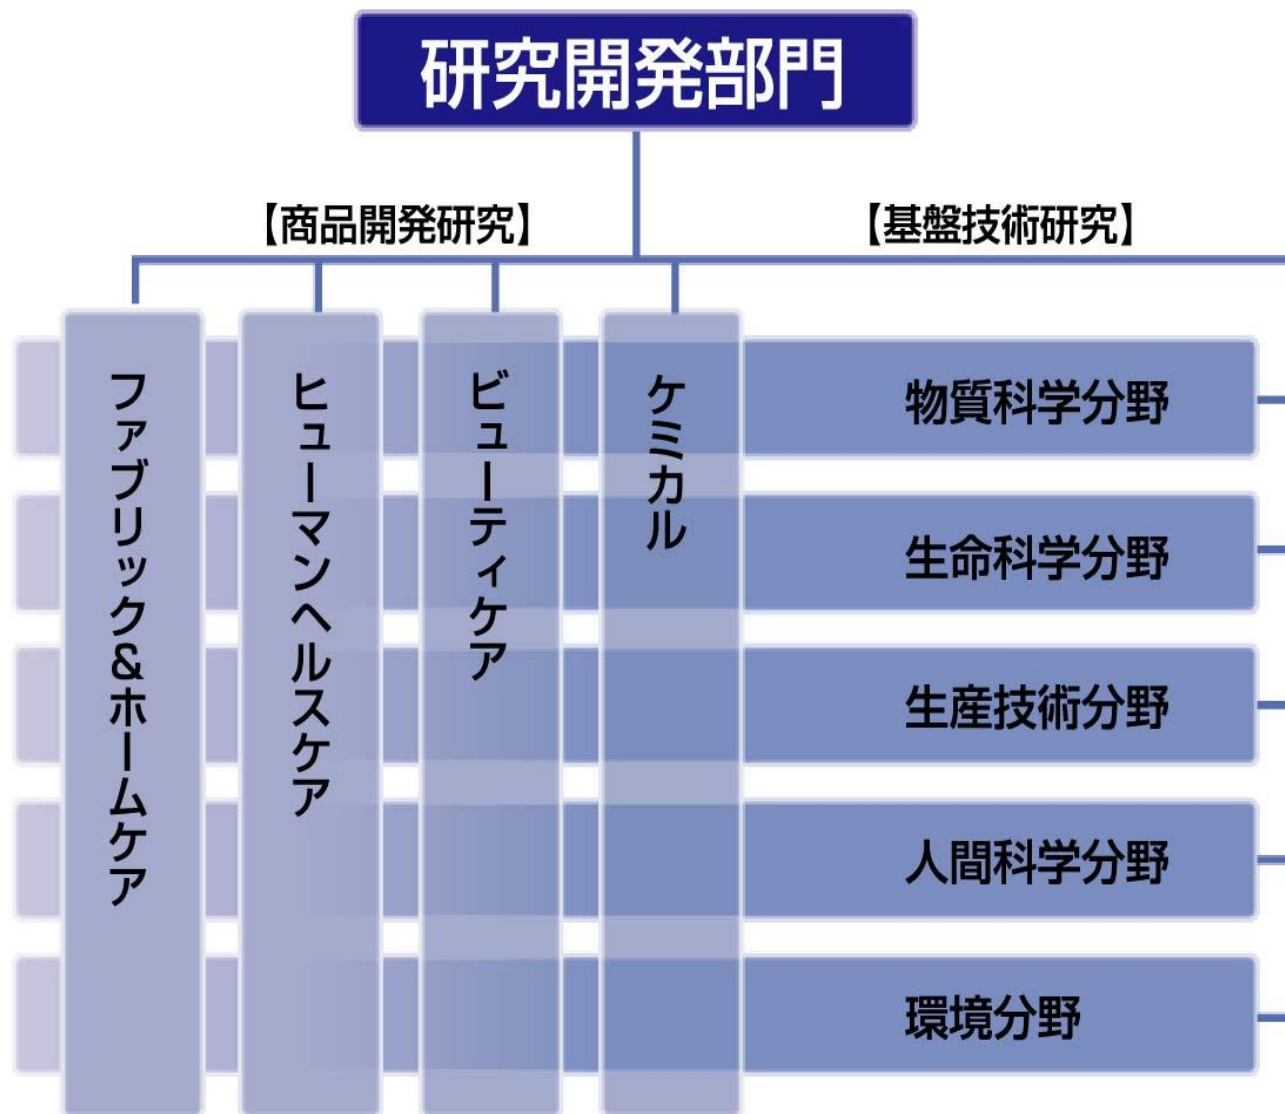 研究開発部門
【商品開発研究】
【基盤技術研究】
ファブリック&ホームケア
ヒューマンヘルスケア
ビューティケア
ケミカル
物質科学分野
生命科学分野
生産技術分野
人間科学分野
環境分野